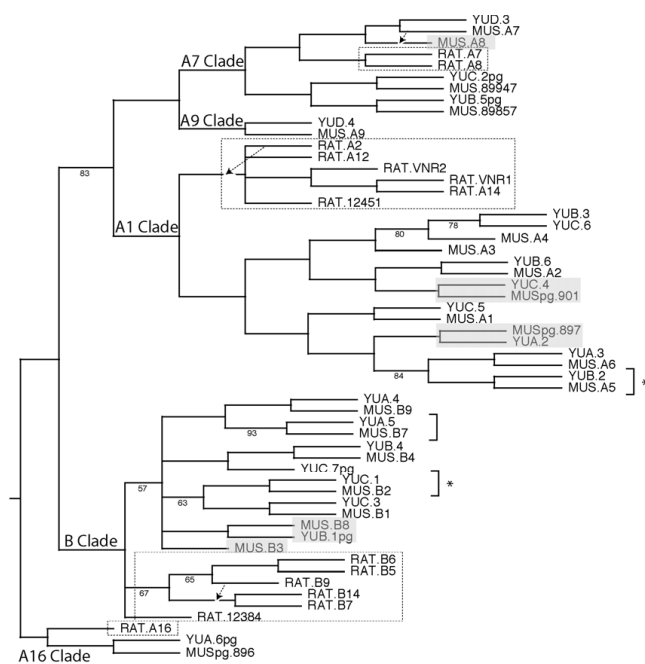 YUD.3
MUS.A7
MUS.A8
RAT.A7
RAT.A8
A7 Clade
YUC.2pg
MUS.89947
YUB.5pg
MUS.89857
A9 Clade
YUD.4
MUS.A9
RAT.A2
RAT.A12
83
RAT.VNR2
RAT.VNR1
RAT.A14
RAT.12451
A1 Clade
YUB.3
78
YUC.6
80
MUS.A4
MUS.A3
YUB.6
MUS.A2
YUC.4
MUSpg.901
YUC.5
MUS.A1
MUSpg.897
YUA.2
YUA.3
MUS.A6
84
YUB.2
*
MUS.A5
YUA.4
MUS.B9
YUA.5
93
MUS.B7
YUB.4
MUS.B4
YUC.7pg
57
YUC.1
*
MUS.B2
63
YUC.3
MUS.B1
MUS.B8
YUB.1pg
B Clade
MUS.B3
RAT.B6
RAT.B5
65
RAT.B9
67
RAT.B14
RAT.B7
RAT.12384
RAT.A16
YUA.6pg
MUSpg.896
A16 Clade